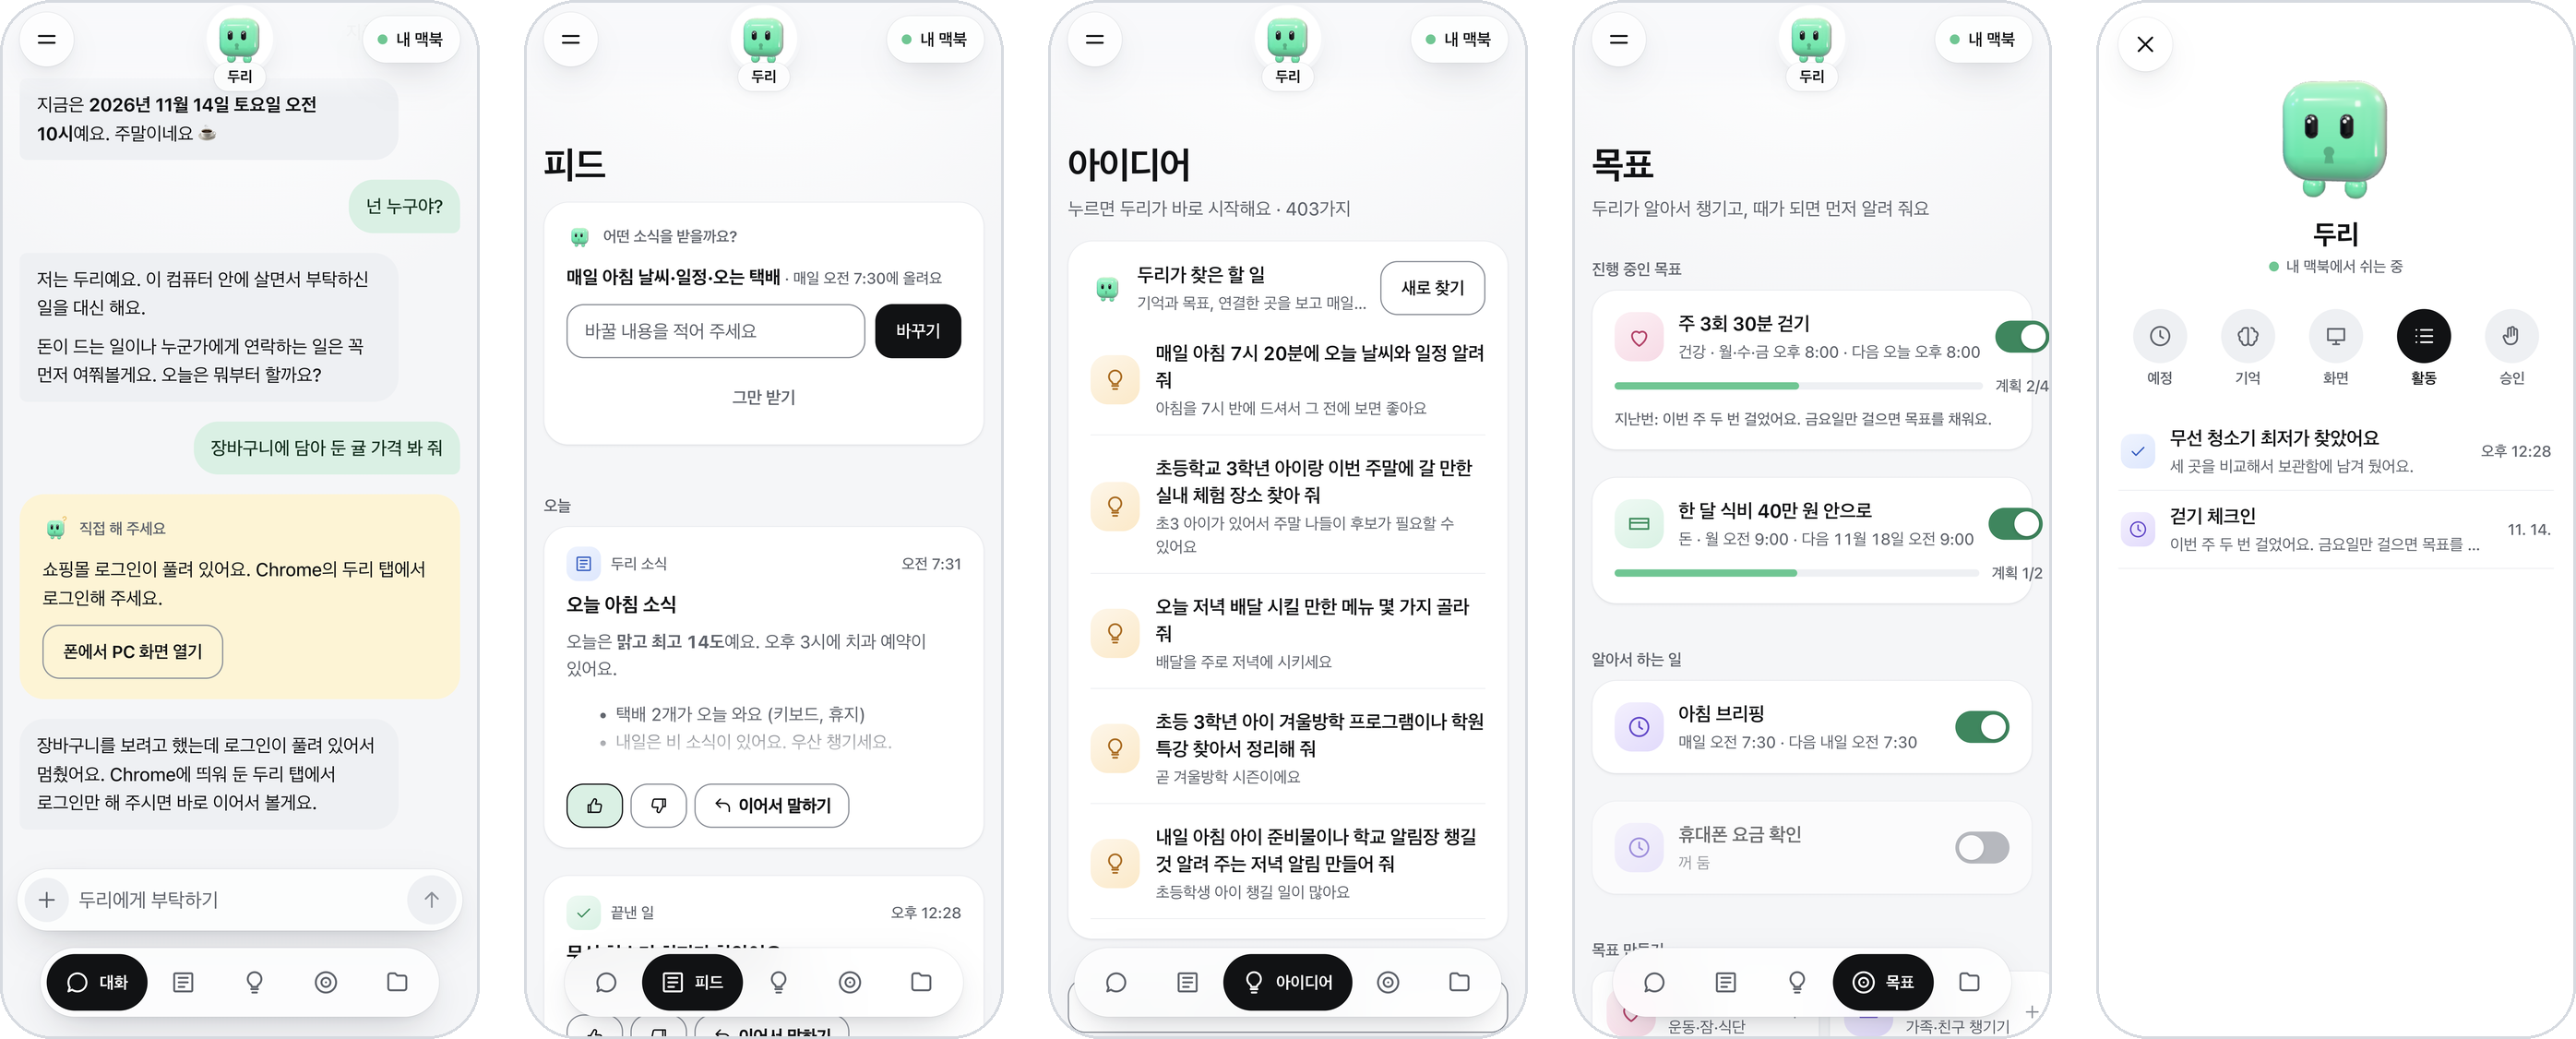 내 맥북
두리
지금은 2026년 11월 14일 토요일 오전
10시예요. 주말이네요 ☕
넌 누구야?
저는 두리예요. 이 컴퓨터 안에 살면서 부탁하신
일을 대신 해요.
돈이 드는 일이나 누군가에게 연락하는 일은 꼭
먼저 여쭤볼게요. 오늘은 뭐부터 할까요?
장바구니에 담아 둔 귤 가격 봐 줘
직접 해 주세요
쇼핑몰 로그인이 풀려 있어요. Chrome의 두리 탭에서
로그인해 주세요.
폰에서 PC 화면 열기
장바구니를 보려고 했는데 로그인이 풀려 있어서
멈췄어요. Chrome에 띄워 둔 두리 탭에서
로그인만 해 주시면 바로 이어서 볼게요.
두리에게 부탁하기
대화
내 맥북
두리
피드
어떤 소식을 받을까요?
매일 아침 날씨·일정·오는 택배 · 매일 오전 7:30에 올려요
바꿀 내용을 적어 주세요
바꾸기
그만 받기
오늘
두리 소식
오전 7:31
오늘 아침 소식
오늘은 맑고 최고 14도예요. 오후 3시에 치과 예약이
있어요.
• 택배 2개가 오늘 와요 (키보드, 휴지)
• 내일은 비 소식이 있어요. 우산 챙기세요.
이어서 말하기
끝낸 일
오후 12:28
피드
이어서 말하기
내 맥북
두리
아이디어
누르면 두리가 바로 시작해요 · 403가지
두리가 찾은 할 일
기억과 목표, 연결한 곳을 보고 매일...
새로 찾기
매일 아침 7시 20분에 오늘 날씨와 일정 알려
줘
아침을 7시 반에 드셔서 그 전에 보면 좋아요
초등학교 3학년 아이랑 이번 주말에 갈 만한
실내 체험 장소 찾아 줘
초3 아이가 있어서 주말 나들이 후보가 필요할 수
있어요
오늘 저녁 배달 시킬 만한 메뉴 몇 가지 골라
줘
배달을 주로 저녁에 시키세요
초등 3학년 아이 겨울방학 프로그램이나 학원
특강 찾아서 정리해 줘
곧 겨울방학 시즌이에요
내일 아침 아이 준비물이나 학교 알림장 챙길
것 알려 주는 저녁 알림 만들어 줘
초등학생 아이 챙길 일이 많아요
아이디어
내 맥북
두리
목표
두리가 알아서 챙기고, 때가 되면 먼저 알려 줘요
진행 중인 목표
주 3회 30분 걷기
건강 · 월·수·금 오후 8:00 · 다음 오늘 오후 8:00
계획 2/4
지난번: 이번 주 두 번 걸었어요. 금요일만 걸으면 목표를 채워요.
한 달 식비 40만 원 안으로
돈 · 월 오전 9:00 · 다음 11월 18일 오전 9:00
계획 1/2
알아서 하는 일
아침 브리핑
매일 오전 7:30 · 다음 내일 오전 7:30
휴대폰 요금 확인
꺼 둠
목표 만들기
목표
운동·잠·식단
가족·친구 챙기기
두리
내 맥북에서 쉬는 중
예정
기억
화면
활동
승인
무선 청소기 최저가 찾았어요
오후 12:28
세 곳을 비교해서 보관함에 남겨 뒀어요.
걷기 체크인
11. 14.
이번 주 두 번 걸었어요. 금요일만 걸으면 목표를 ...